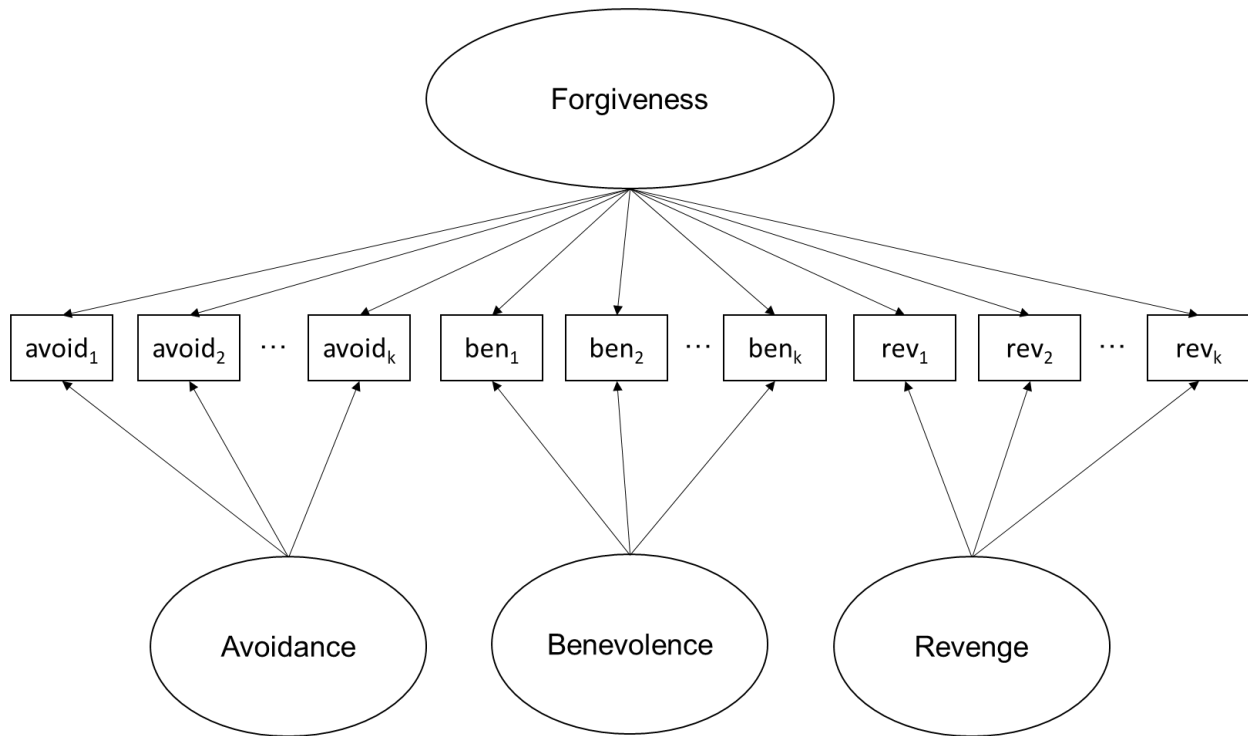 Forgiveness
avoid₁ avoid₂ ... avoidₖ ben₁ ben₂ ... benₖ rev₁ rev₂ ... revₖ
Avoidance Benevolence Revenge